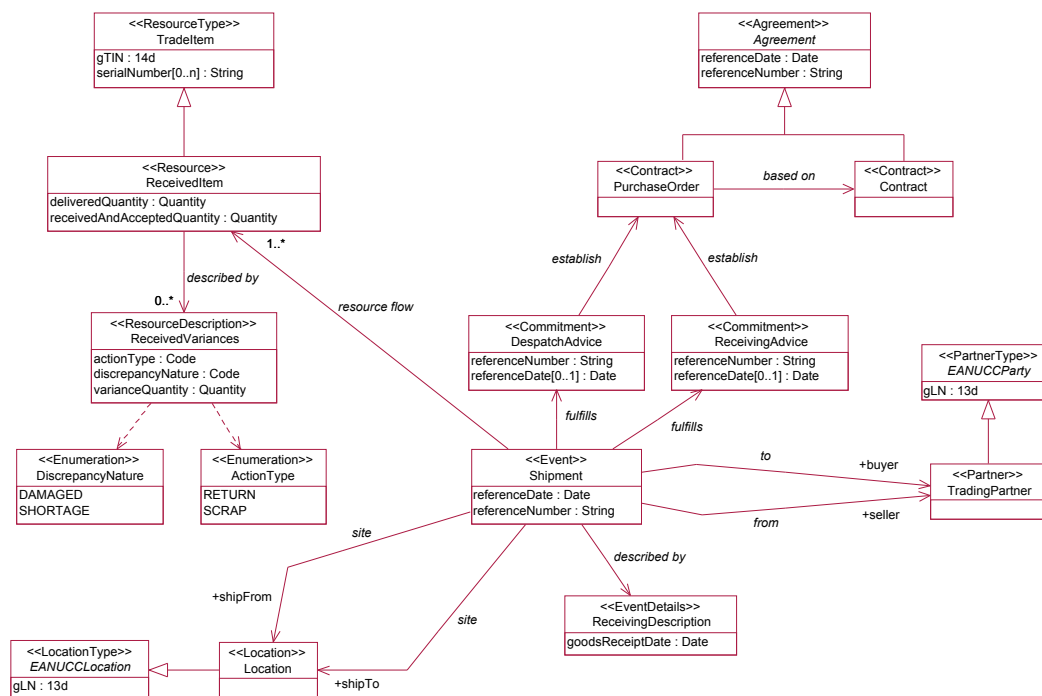 <<ResourceType>>
TradeItem
gTIN : 14d
serialNumber[0..n] : String
<<Agreement>>
Agreement
referenceDate : Date
referenceNumber : String
<<Resource>>
ReceivedItem
deliveredQuantity : Quantity
receivedAndAcceptedQuantity : Quantity
<<Contract>>
PurchaseOrder
based on
<<Contract>>
Contract
1..*
described by
0..*
resource flow
establish
establish
<<ResourceDescription>>
ReceivedVariances
actionType : Code
discrepancyNature : Code
varianceQuantity : Quantity
<<Commitment>>
DespatchAdvice
referenceNumber : String
referenceDate[0..1] : Date
<<Commitment>>
ReceivingAdvice
referenceNumber : String
referenceDate[0..1] : Date
<<PartnerType>>
EANUCCParty
gLN : 13d
fulfills
fulfills
<<Enumeration>>
DiscrepancyNature
DAMAGED
SHORTAGE
<<Enumeration>>
ActionType
RETURN
SCRAP
<<Event>>
Shipment
referenceDate : Date
referenceNumber : String
to
+buyer
<<Partner>>
TradingPartner
from
+seller
site
described by
+shipFrom
site
<<EventDetails>>
ReceivingDescription
goodsReceiptDate : Date
<<LocationType>>
EANUCCLocation
gLN : 13d
<<Location>>
Location
+shipTo